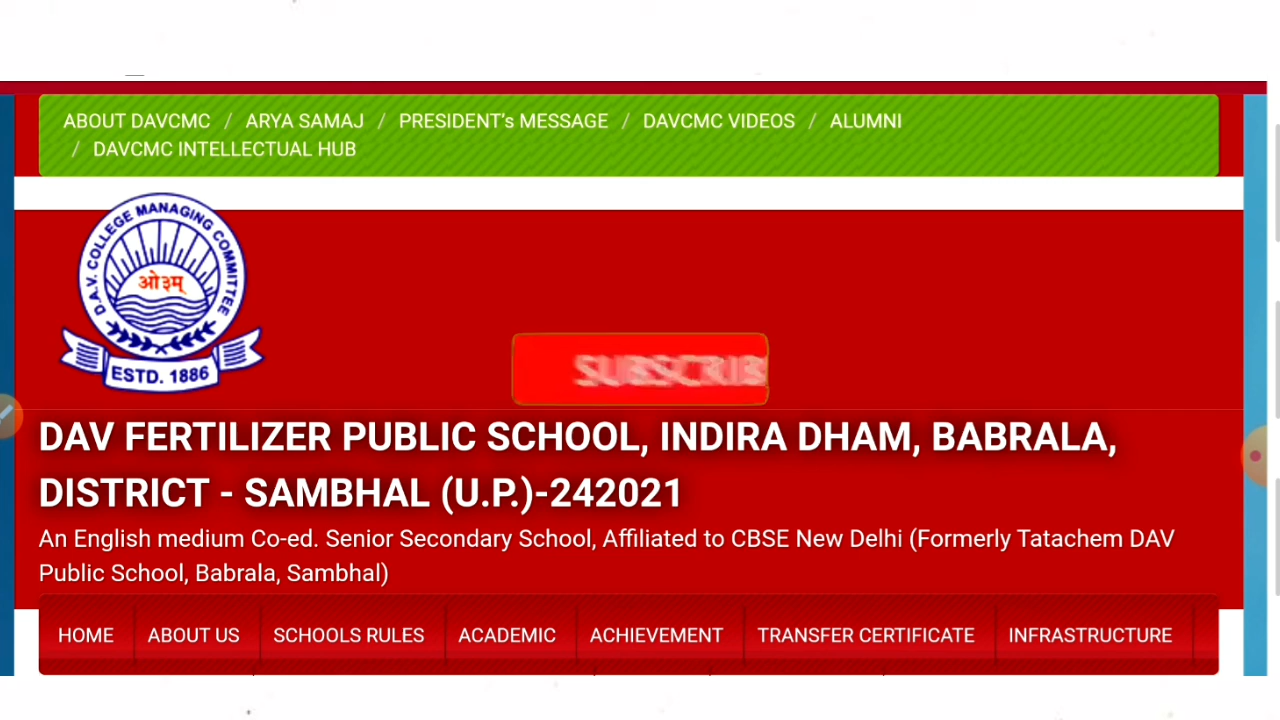 ABOUT DAVCMC / ARYA SAMAJ / PRESIDENT's MESSAGE / DAVCMC VIDEOS / ALUMNI
/ DAVCMC INTELLECTUAL HUB
D.A.V. COLLEGE MANAGING COMMITTEE
ओ३म्
ESTD. 1886
SUBSCRIB
DAV FERTILIZER PUBLIC SCHOOL, INDIRA DHAM, BABRALA,
DISTRICT - SAMBHAL (U.P.)-242021
An English medium Co-ed. Senior Secondary School, Affiliated to CBSE New Delhi (Formerly Tatachem DAV
Public School, Babrala, Sambhal)
HOME ABOUT US SCHOOLS RULES ACADEMIC ACHIEVEMENT TRANSFER CERTIFICATE INFRASTRUCTURE